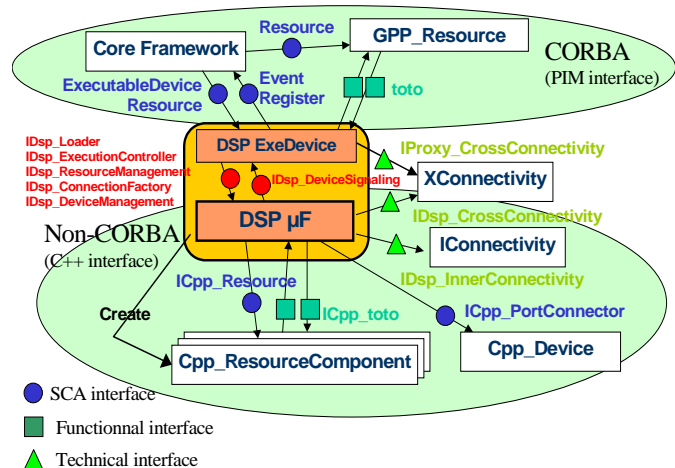 Resource
Core Framework
GPP_Resource
CORBA
(PIM interface)
ExecutableDevice
Resource
Event
Register
toto
IDsp_Loader
IDsp_ExecutionController
IDsp_ResourceManagement
IDsp_ConnectionFactory
IDsp_DeviceManagement
DSP ExeDevice
IDsp_DeviceSignaling
IProxy_CrossConnectivity
XConnectivity
DSP µF
IDsp_CrossConnectivity
IConnectivity
Non-CORBA
(C++ interface)
IDsp_InnerConnectivity
ICpp_Resource
ICpp_toto
ICpp_PortConnector
Create
Cpp_ResourceComponent
Cpp_Device
SCA interface
Functionnal interface
Technical interface